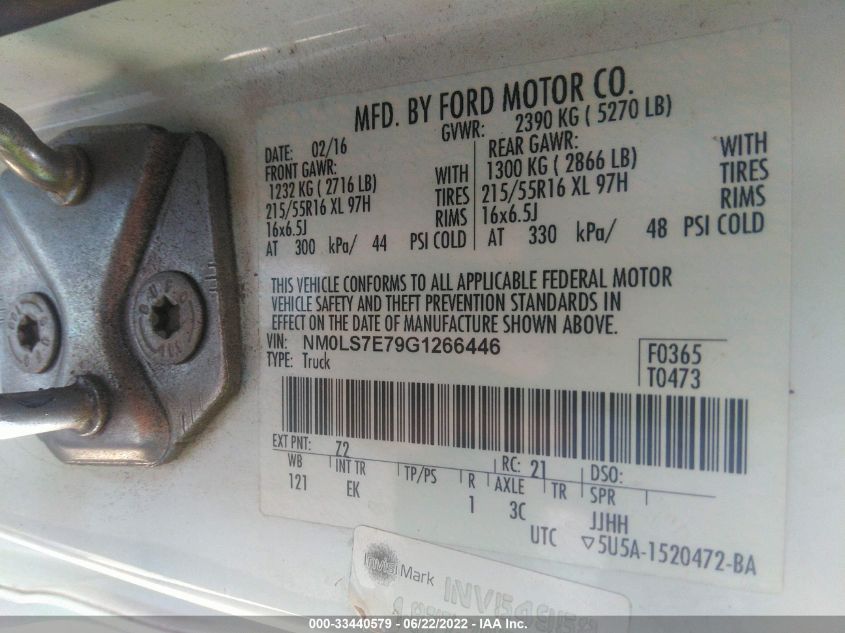 MFD. BY FORD MOTOR CO.
DATE: 02/16 GVWR: 2390 KG ( 5270 LB)
FRONT GAWR: REAR GAWR:
1232 KG ( 2716 LB) WITH 1300 KG ( 2866 LB) WITH
215/55R16 XL 97H TIRES 215/55R16 XL 97H TIRES
16x6.5J RIMS 16x6.5J RIMS
AT 300 kPa/ 44 PSI COLD AT 330 kPa/ 48 PSI COLD
THIS VEHICLE CONFORMS TO ALL APPLICABLE FEDERAL MOTOR
VEHICLE SAFETY AND THEFT PREVENTION STANDARDS IN
EFFECT ON THE DATE OF MANUFACTURE SHOWN ABOVE.
VIN: NM0LS7E79G1266446
TYPE: Truck
F0365
T0473
EXT PNT: Z2 RC: 21 DSO:
WB INT TR TP/PS R AXLE TR SPR
121 EK 1 3C JJHH
UTC ▽5U5A-1520472-BA
Mark
000-33440579 - 06/22/2022 - IAA Inc.